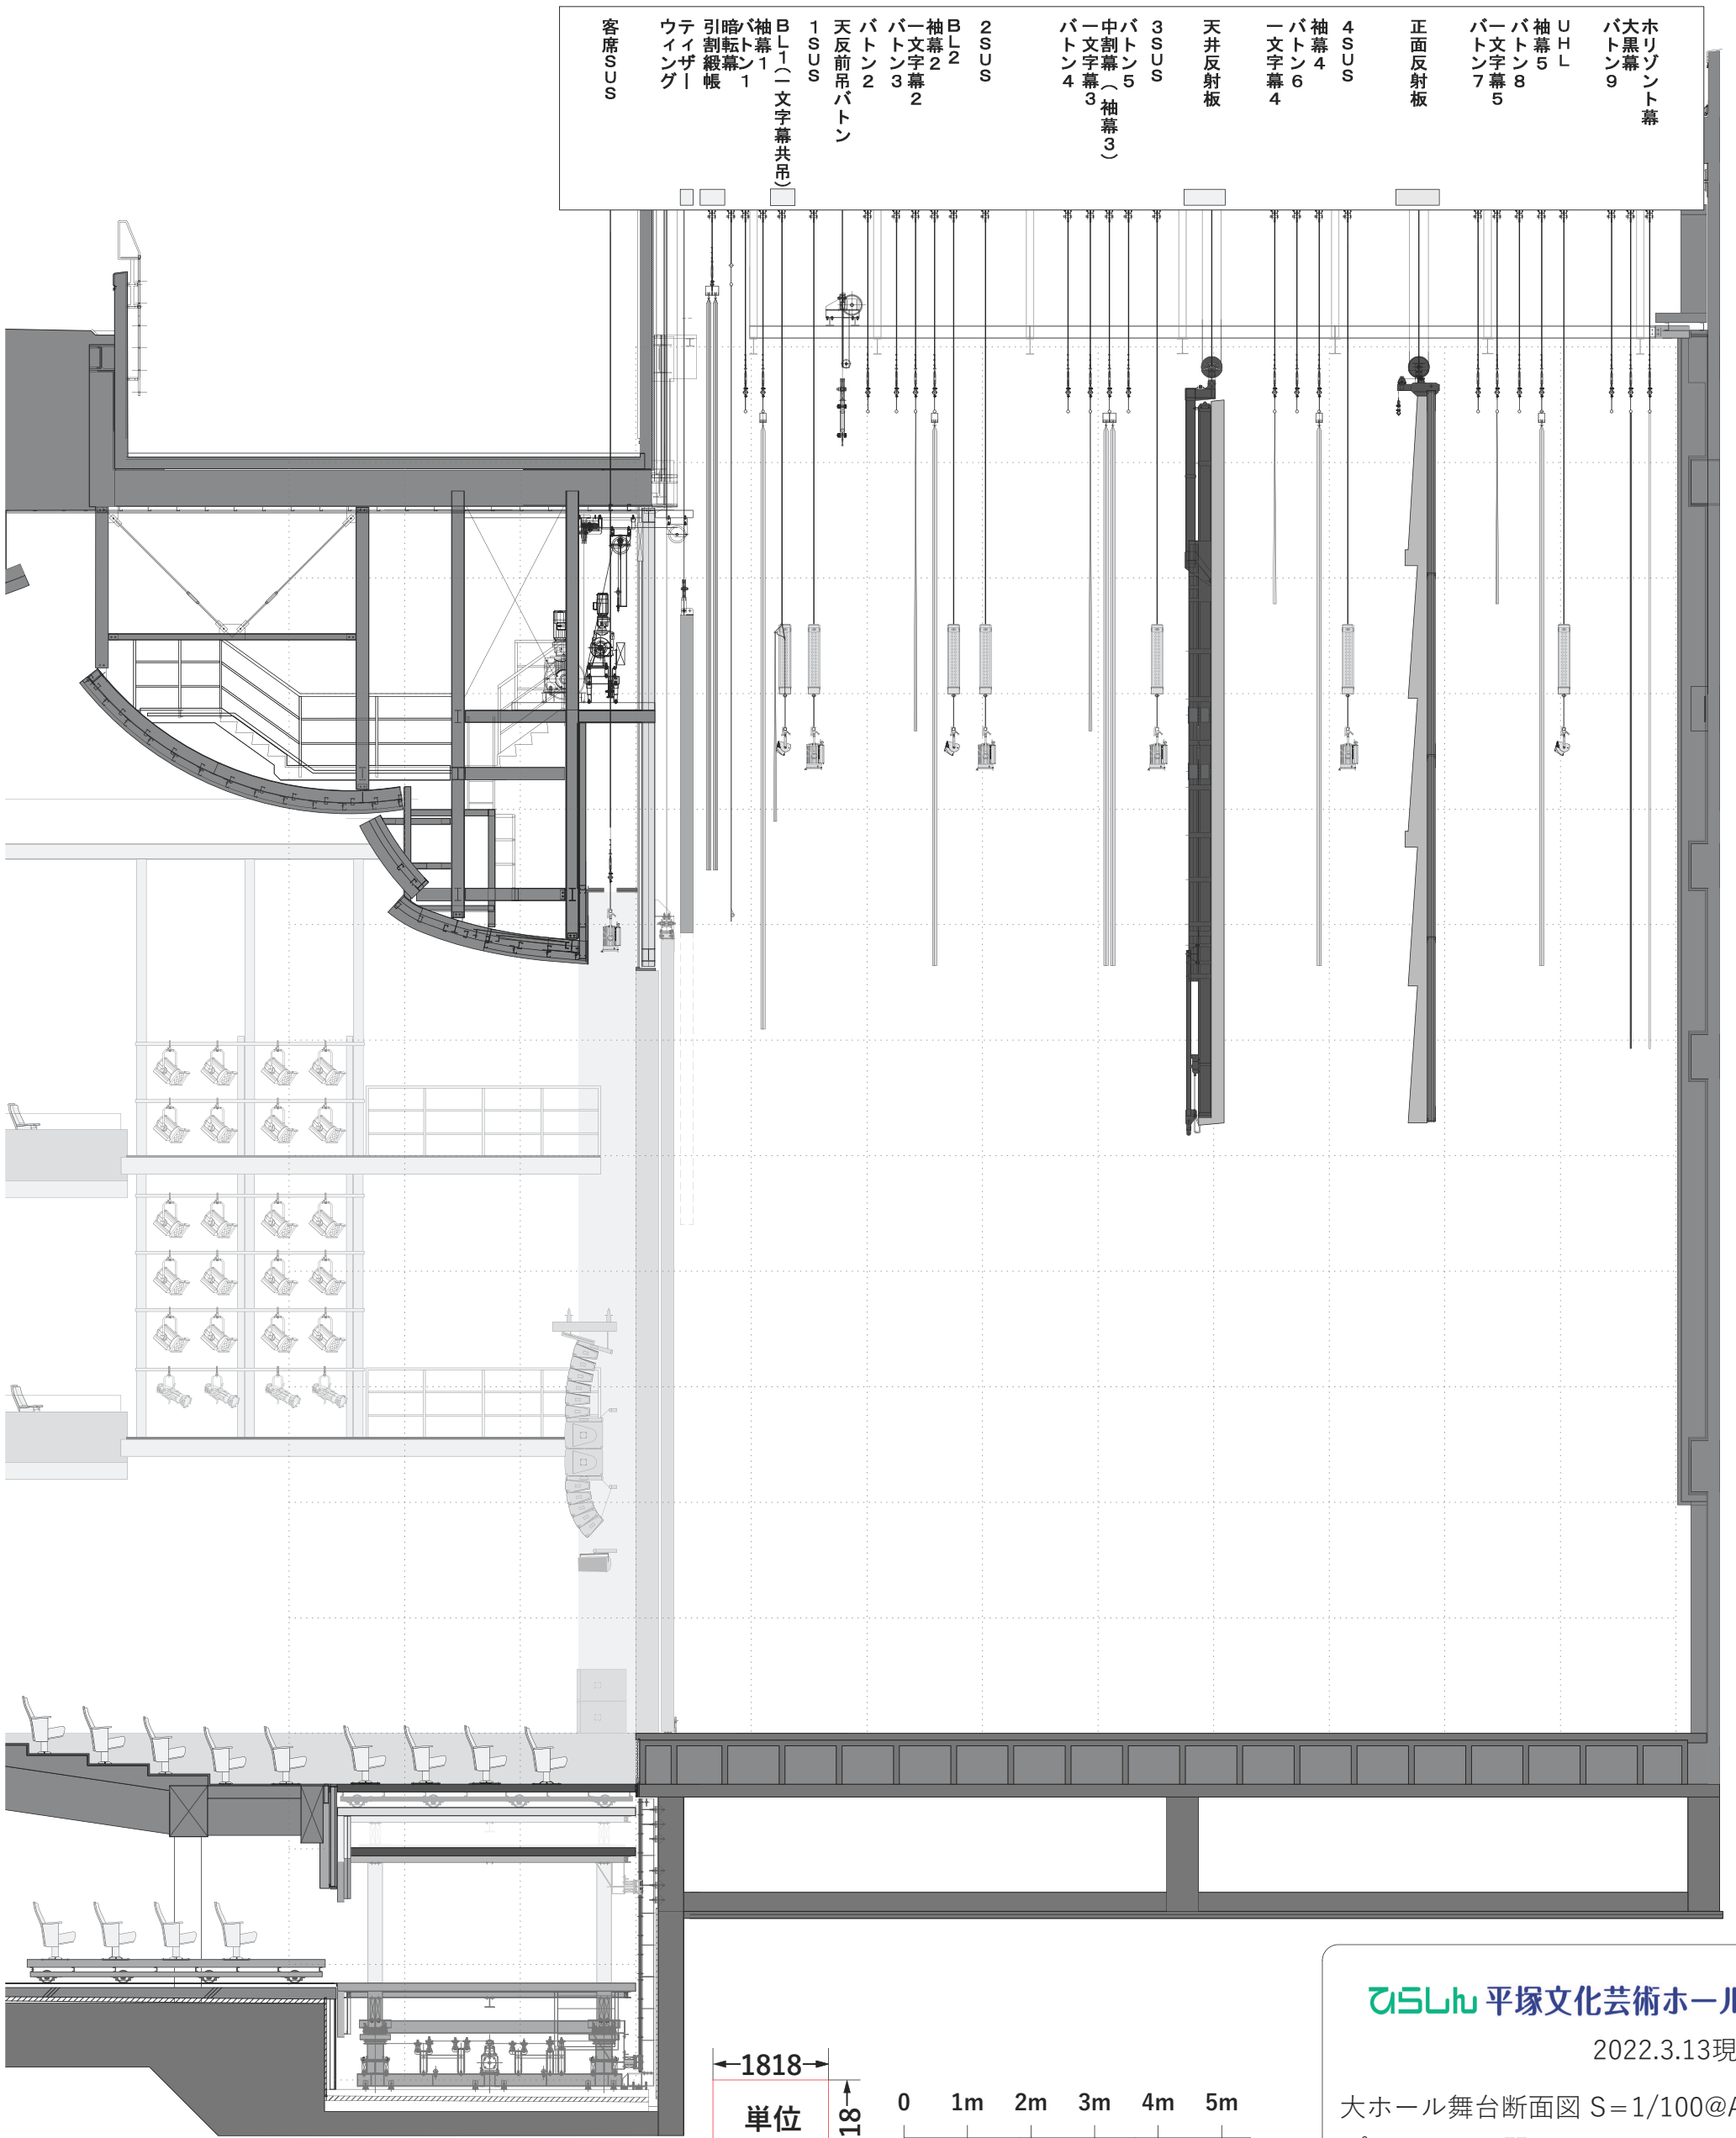 客席SUS
ウィング
ティザー
引割緞帳
暗転幕
バトン1
袖幕1
BL1(一文字幕共吊)
1SUS
天反前吊バトン
バトン2
バトン3
一文字幕2
袖幕2
BL2
2SUS
バトン4
一文字幕3
中割幕(袖幕3)
バトン5
3SUS
天井反射板
一文字幕4
バトン6
袖幕4
4SUS
正面反射板
バトン7
一文字幕5
バトン8
袖幕5
UHL
バトン9
大黒幕
ホリゾント幕
ひらしん 平塚文化芸術ホール
2022.3.13現
大ホール舞台断面図 S=1/100@A
1818
単位
18
0 1m 2m 3m 4m 5m